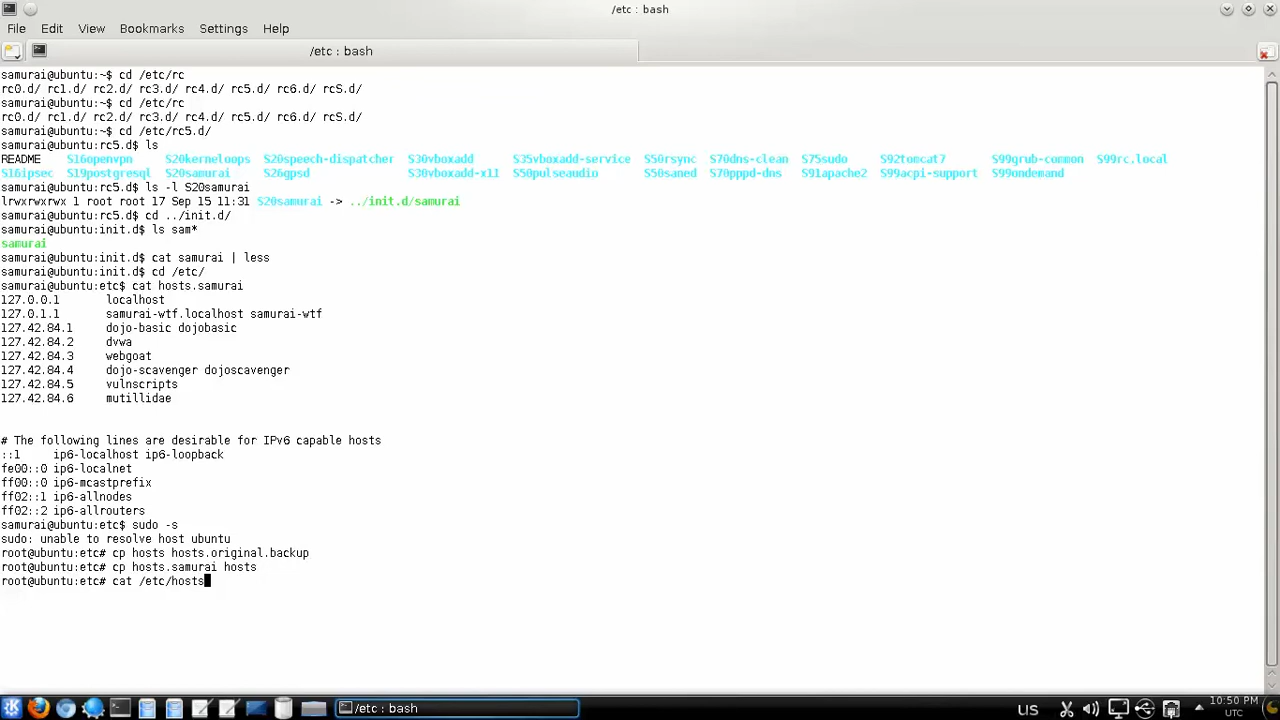 /etc : bash
File Edit View Bookmarks Settings Help
/etc : bash
samurai@ubuntu:~$ cd /etc/rc
rc0.d/ rc1.d/ rc2.d/ rc3.d/ rc4.d/ rc5.d/ rc6.d/ rcS.d/
samurai@ubuntu:~$ cd /etc/rc
rc0.d/ rc1.d/ rc2.d/ rc3.d/ rc4.d/ rc5.d/ rc6.d/ rcS.d/
samurai@ubuntu:~$ cd /etc/rc5.d/
samurai@ubuntu:rc5.d$ ls
README S16openvpn S20kerneloops S20speech-dispatcher S30vboxadd S35vboxadd-service S50rsync S70dns-clean S75sudo S92tomcat7 S99grub-common S99rc.local
S16ipsec S19postgresql S20samurai S26gpsd S30vboxadd-x11 S50pulseaudio S50saned S70pppd-dns S91apache2 S99acpi-support S99ondemand
samurai@ubuntu:rc5.d$ ls -l S20samurai
lrwxrwxrwx 1 root root 17 Sep 15 11:31 S20samurai -> ../init.d/samurai
samurai@ubuntu:rc5.d$ cd ../init.d/
samurai@ubuntu:init.d$ ls sam*
samurai
samurai@ubuntu:init.d$ cat samurai | less
samurai@ubuntu:init.d$ cd /etc/
samurai@ubuntu:etc$ cat hosts.samurai
127.0.0.1 localhost
127.0.1.1 samurai-wtf.localhost samurai-wtf
127.42.84.1 dojo-basic dojobasic
127.42.84.2 dvwa
127.42.84.3 webgoat
127.42.84.4 dojo-scavenger dojoscavenger
127.42.84.5 vulnscripts
127.42.84.6 mutillidae
# The following lines are desirable for IPv6 capable hosts
::1 ip6-localhost ip6-loopback
fe00::0 ip6-localnet
ff00::0 ip6-mcastprefix
ff02::1 ip6-allnodes
ff02::2 ip6-allrouters
samurai@ubuntu:etc$ sudo -s
sudo: unable to resolve host ubuntu
root@ubuntu:etc# cp hosts hosts.original.backup
root@ubuntu:etc# cp hosts.samurai hosts
root@ubuntu:etc# cat /etc/hosts
/etc : bash
us
10:50 PM
UTC